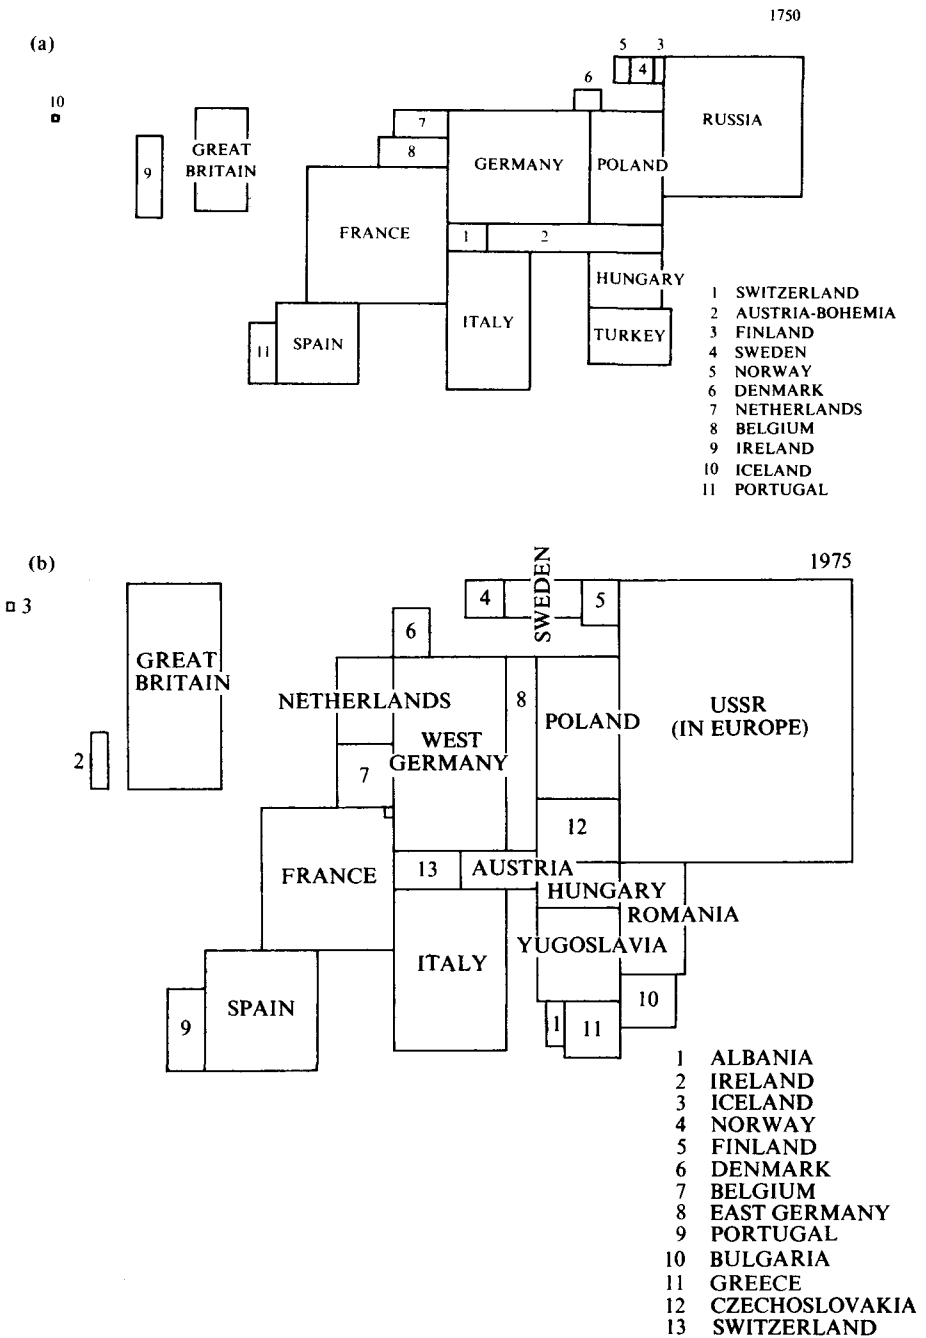 1750
(a)
5
3
4
6
10
RUSSIA
7
GREAT
BRITAIN
8
GERMANY
POLAND
9
FRANCE
1
2
HUNGARY
ITALY
TURKEY
SPAIN
11
1 SWITZERLAND
2 AUSTRIA-BOHEMIA
3 FINLAND
4 SWEDEN
5 NORWAY
6 DENMARK
7 NETHERLANDS
8 BELGIUM
9 IRELAND
10 ICELAND
11 PORTUGAL
(b)
1975
SWEDEN
3
4
5
6
GREAT
BRITAIN
NETHERLANDS
8
POLAND
USSR
(IN EUROPE)
WEST
GERMANY
2
7
12
FRANCE
13
AUSTRIA
HUNGARY
ROMANIA
YUGOSLAVIA
ITALY
SPAIN
9
10
1
11
1 ALBANIA
2 IRELAND
3 ICELAND
4 NORWAY
5 FINLAND
6 DENMARK
7 BELGIUM
8 EAST GERMANY
9 PORTUGAL
10 BULGARIA
11 GREECE
12 CZECHOSLOVAKIA
13 SWITZERLAND